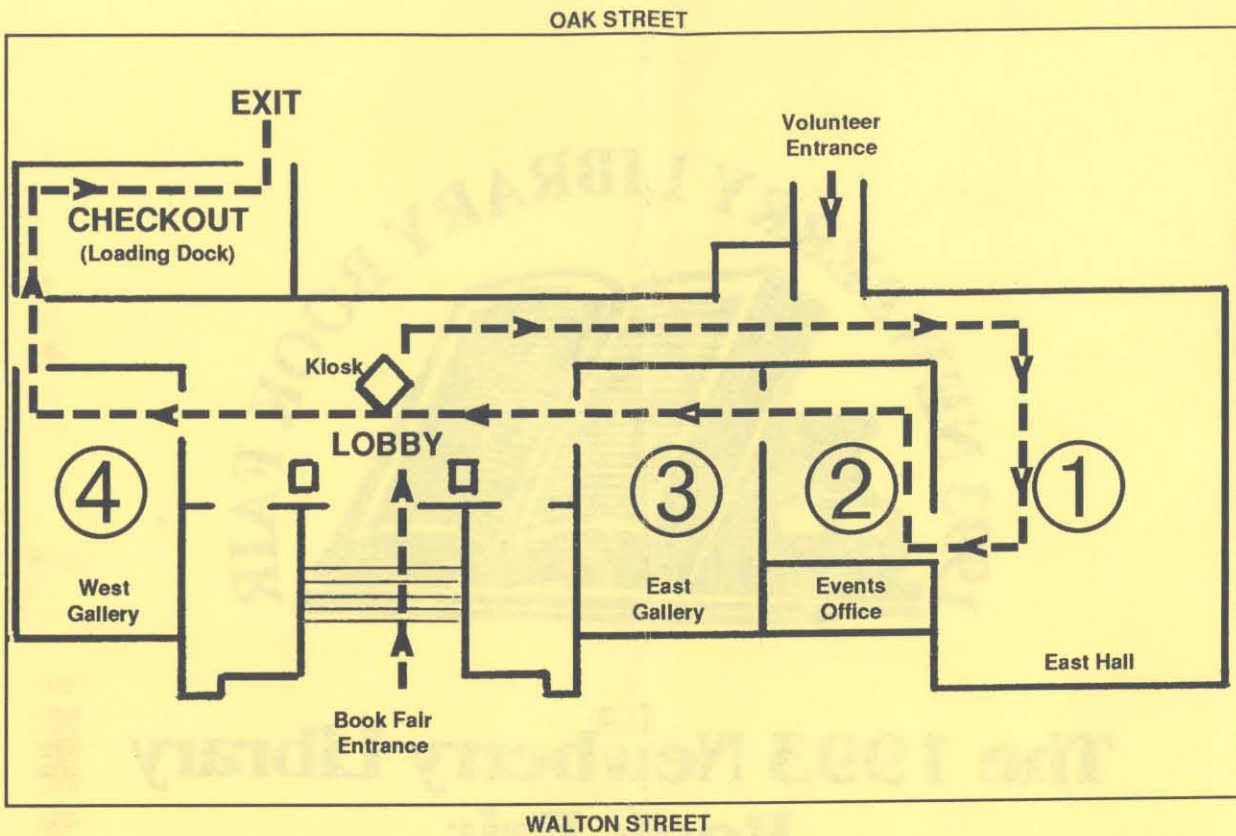 OAK STREET
EXIT
Volunteer
Entrance
CHECKOUT
(Loading Dock)
Kiosk
LOBBY
4
3
2
1
West
Gallery
East
Gallery
Events
Office
East Hall
Book Fair
Entrance
The 1993 Newberry Library
WALTON STREET